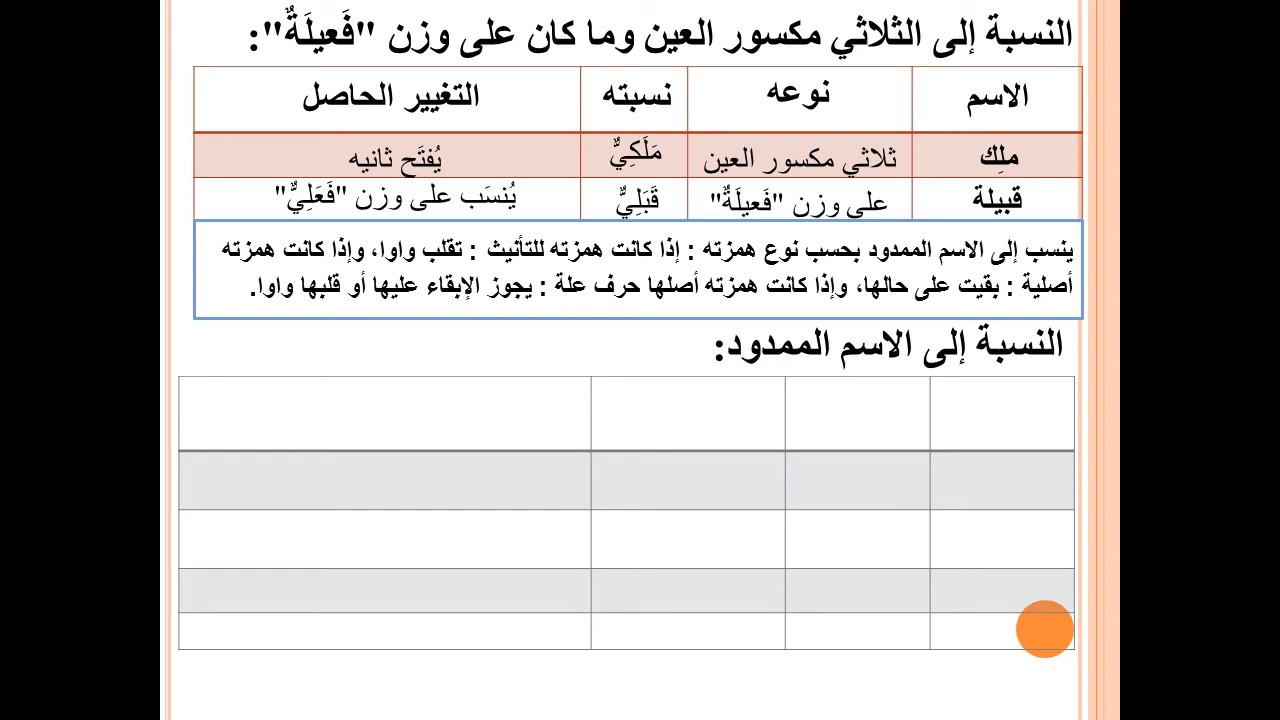 النسبة إلى الثلاثي مكسور العين وما كان على وزن "فَعيلَةٌ":
الاسم نوعه نسبته التغيير الحاصل
ملِك ثلاثي مكسور العين مَلَكِيٌّ يُفتَح ثانيه
قبيلة على وزن "فَعيلَةٌ" قَبَلِيٌّ يُنسَب على وزن "فَعَلِيٌّ"
ينسب إلى الاسم الممدود بحسب نوع همزته : إذا كانت همزته للتأنيث : تقلب واوا، وإذا كانت همزته
أصلية : بقيت على حالها، وإذا كانت همزته أصلها حرف علة : يجوز الإبقاء عليها أو قلبها واوا.
النسبة إلى الاسم الممدود: